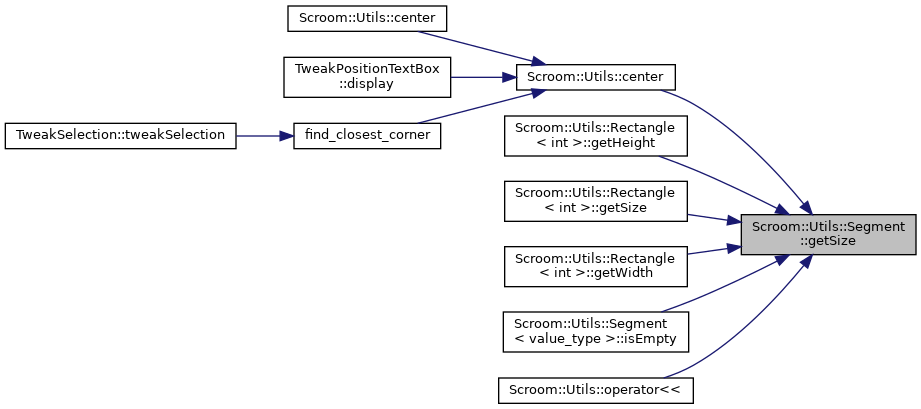 Scroom::Utils::center
TweakPositionTextBox
::display
Scroom::Utils::center
TweakSelection::tweakSelection
find_closest_corner
Scroom::Utils::Rectangle
< int >::getHeight
Scroom::Utils::Rectangle
< int >::getSize
Scroom::Utils::Segment
::getSize
Scroom::Utils::Rectangle
< int >::getWidth
Scroom::Utils::Segment
< value_type >::isEmpty
Scroom::Utils::operator<<